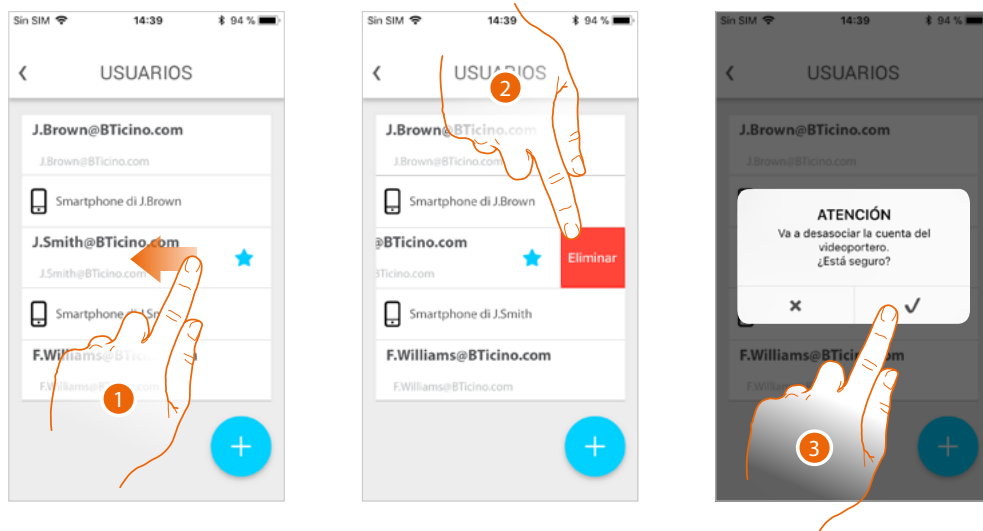 Sin SIM 14:39 94 %
USUARIOS
J.Brown@BTicino.com
J.Brown@BTicino.com
Smartphone di J.Brown
J.Smith@BTicino.com
J.Smith@BTicino.com
Smartphone di J.Sm
F.Williams@BTicino
F.Williams@BTicino
+
1
Sin SIM 14:39 94 %
USUARIOS
2
J.Brown@BTicino.com
J.Brown@BTicino.com
Smartphone di J.Brown
@BTicino.com
BTicino.com
Eliminar
Smartphone di J.Smith
F.Williams@BTicino.com
F.Williams@BTicino.com
+
Sin SIM 14:39 94 %
USUARIOS
J.Brown@BTicino.com
J.Brown@BTicino.com
ATENCIÓN
Va a desasociar la cuenta del
videoportero.
¿Está seguro?
F.Williams@BTicino.com
F.Williams
3
+